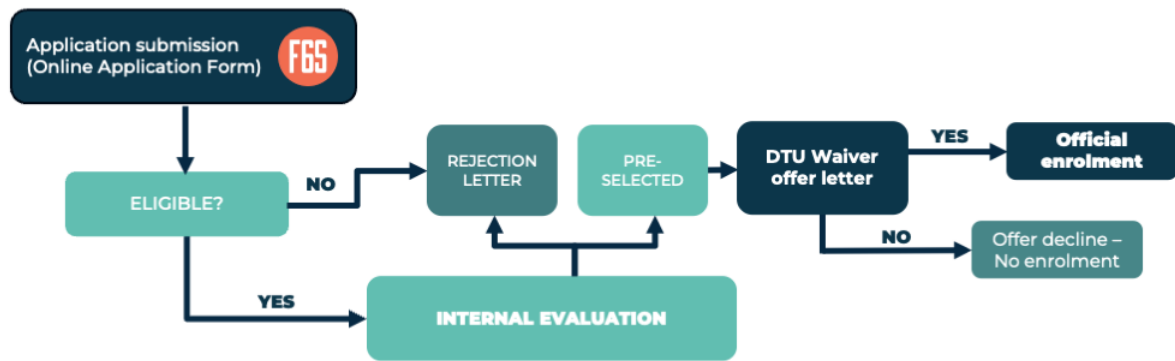 Application submission
(Online Application Form)
F6S
ELIGIBLE?
NO
YES
REJECTION
LETTER
PRE-
SELECTED
INTERNAL EVALUATION
DTU Waiver
offer letter
YES
Official
enrolment
NO
Offer decline –
No enrolment